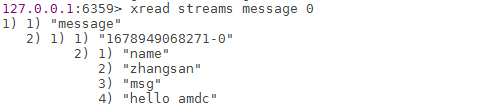 127.0.0.1:6359> xread streams message 0
1) 1) "message"
   2) 1) 1) "1678949068271-0"
         2) 1) "name"
            2) "zhangsan"
            3) "msg"
            4) "hello amdc"